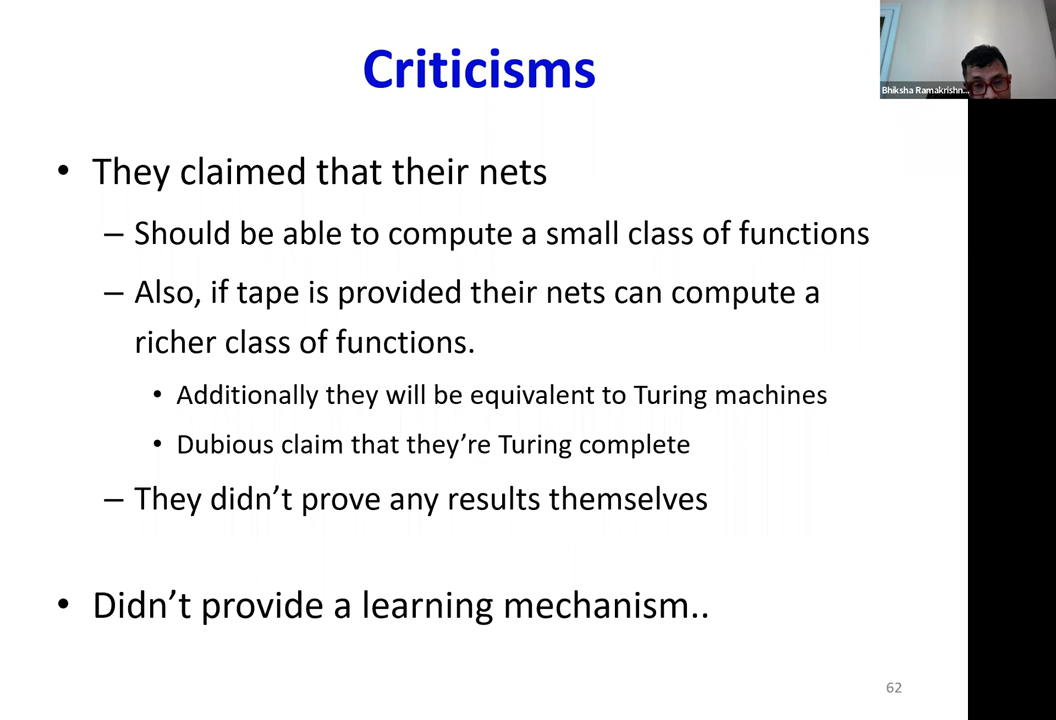 Criticisms
Bhiksha Ramakrishn...
• They claimed that their nets
– Should be able to compute a small class of functions
– Also, if tape is provided their nets can compute a
richer class of functions.
• Additionally they will be equivalent to Turing machines
• Dubious claim that they’re Turing complete
– They didn’t prove any results themselves
• Didn’t provide a learning mechanism..
62